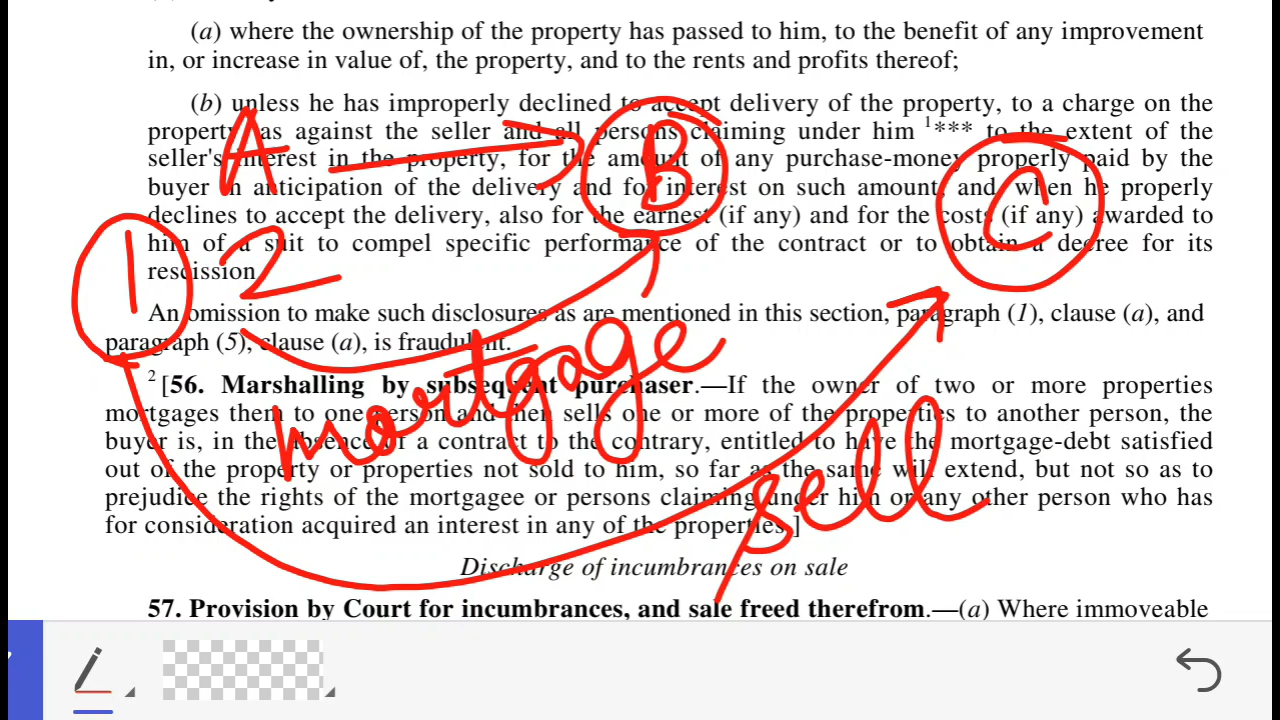 (a) where the ownership of the property has passed to him, to the benefit of any improvement
in, or increase in value of, the property, and to the rents and profits thereof;
(b) unless he has improperly declined to accept delivery of the property, to a charge on the
property, as against the seller and all persons claiming under him 1*** to the extent of the
seller's interest in the property, for the amount of any purchase-money properly paid by the
buyer in anticipation of the delivery and for interest on such amount; and, when he properly
declines to accept the delivery, also for the earnest (if any) and for the costs (if any) awarded to
him of a suit to compel specific performance of the contract or to obtain a decree for its
rescission.
An omission to make such disclosures as are mentioned in this section, paragraph (1), clause (a), and
paragraph (5), clause (a), is fraudulent.
2[56. Marshalling by subsequent purchaser.—If the owner of two or more properties
mortgages them to one person and then sells one or more of the properties to another person, the
buyer is, in the absence of a contract to the contrary, entitled to have the mortgage-debt satisfied
out of the property or properties not sold to him, so far as the same will extend, but not so as to
prejudice the rights of the mortgagee or persons claiming under him or any other person who has
for consideration acquired an interest in any of the properties.]
Discharge of incumbrances on sale
57. Provision by Court for incumbrances, and sale freed therefrom.—(a) Where immoveable
A
B
C
1
2
mortgage
sell